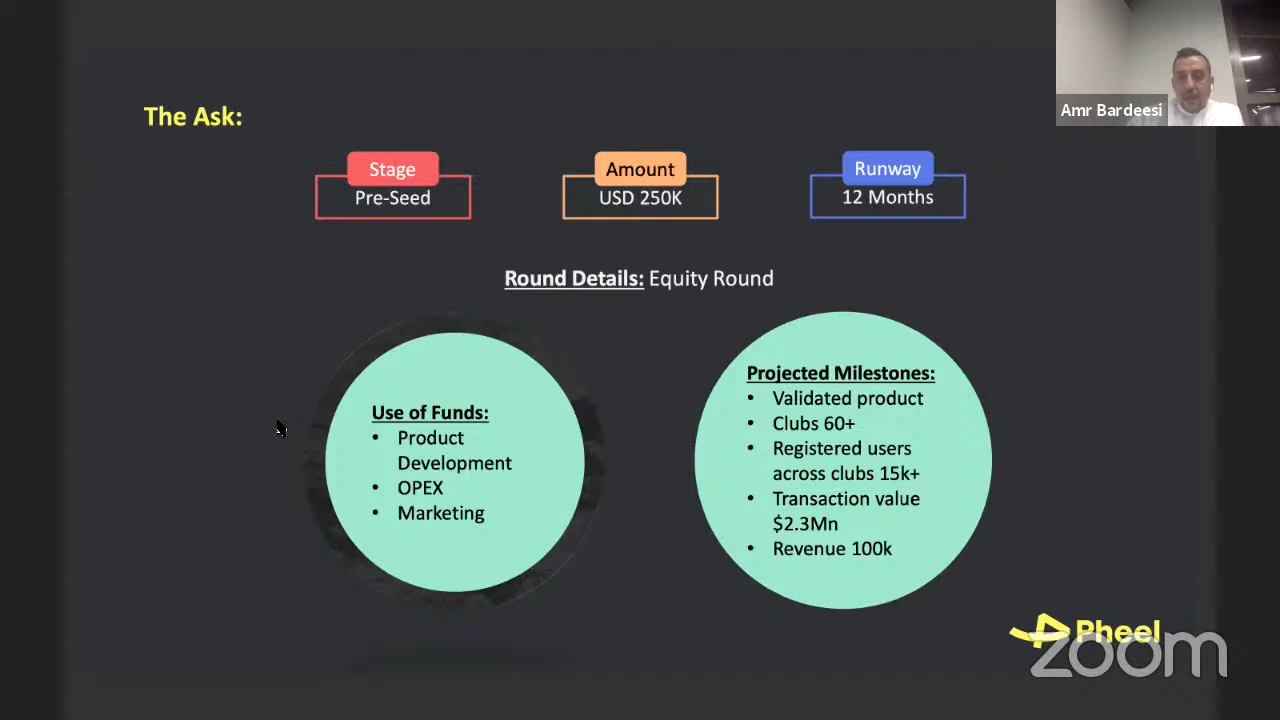 Amr Bardeesi
The Ask:
Stage
Pre-Seed
Amount
USD 250K
Runway
12 Months
Round Details: Equity Round
Use of Funds:
• Product
Development
• OPEX
• Marketing
Projected Milestones:
• Validated product
• Clubs 60+
• Registered users
across clubs 15k+
• Transaction value
$2.3Mn
• Revenue 100k
Pheel
zoom